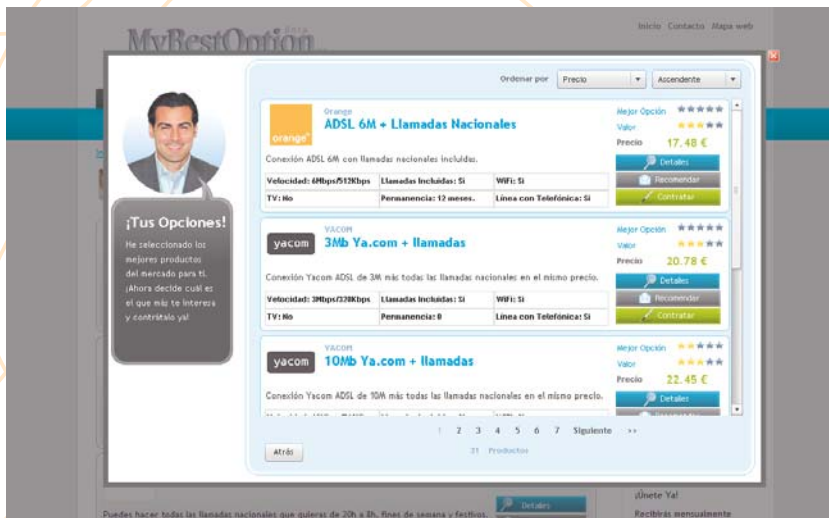 MyBestOption
Inicio Contacto Mapa web
Ordenar por Precio Ascendente
orange
Orange
ADSL 6M + Llamadas Nacionales
Mejor Opción
Valor
Precio 17.48 €
Conexión ADSL 6M con llamadas nacionales incluidas.
Detalles
Velocidad: 6Mbps/512Kbps Llamadas Incluidas: Si WiFi: Si
Recomendar
TV: No Permanencia: 12 meses. Línea con Telefónica: Si
Contratar
¡Tus Opciones!
He seleccionado los
mejores productos
del mercado para ti.
¡Ahora decide cuál es
el que más te interesa
y contrátalo ya!
yacom
YACOM
3Mb Ya.com + llamadas
Mejor Opción
Valor
Precio 20.78 €
Conexión Yacom ADSL de 3M más todas las llamadas nacionales en el mismo precio.
Detalles
Velocidad: 3Mbps/320Kbps Llamadas Incluidas: Si WiFi: Si
Recomendar
TV: No Permanencia: 0 Línea con Telefónica: Si
Contratar
yacom
YACOM
10Mb Ya.com + llamadas
Mejor Opción
Valor
Precio 22.45 €
Conexión Yacom ADSL de 10M más todas las llamadas nacionales en el mismo precio.
Detalles
1 2 3 4 5 6 7 Siguiente >>
Atrás
31 Productos
Puedes hacer todas las llamadas nacionales que quieras de 20h a 8h, fines de semana y festivos.
Detalles
¡Únete Ya!
Recibirás mensualmente